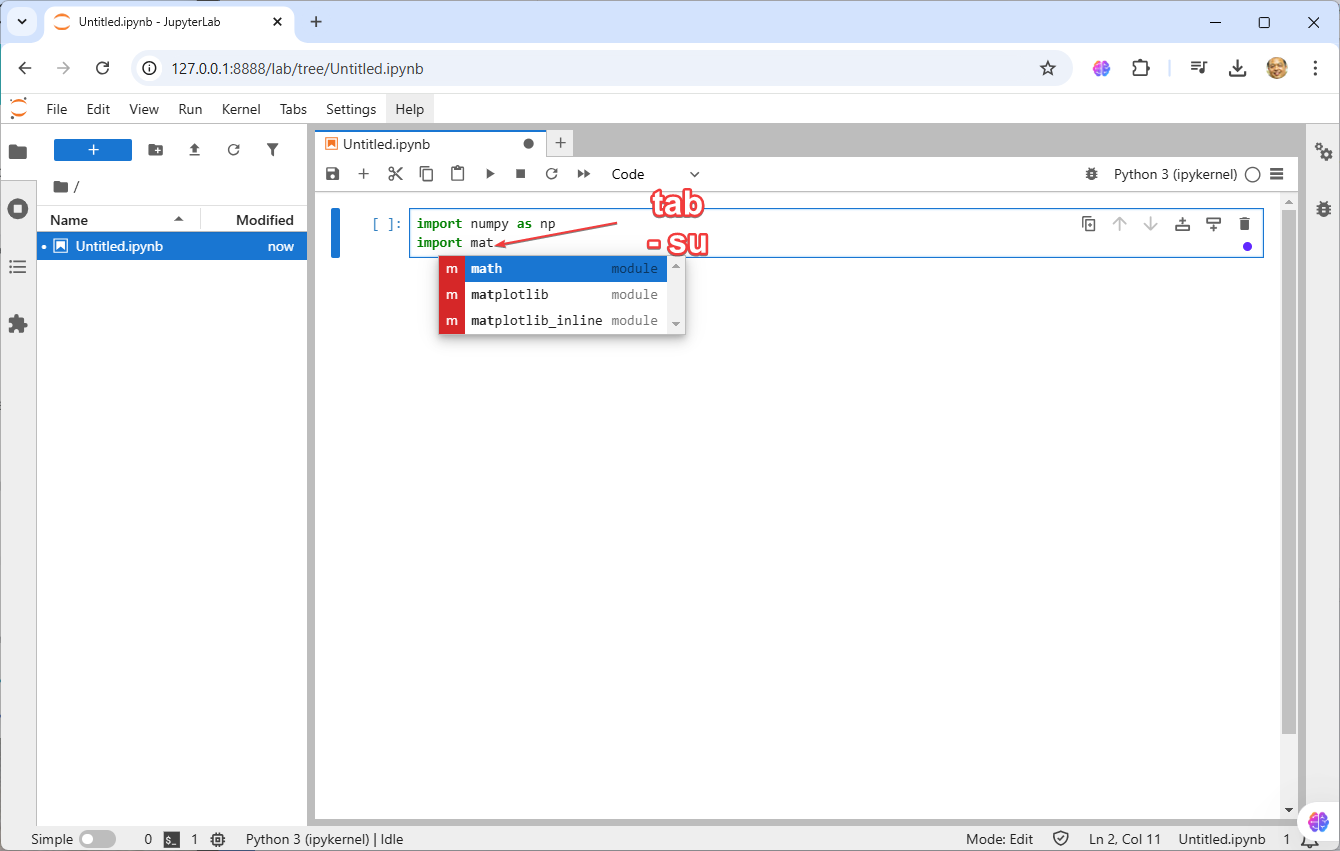 Untitled.ipynb - JupyterLab
127.0.0.1:8888/lab/tree/Untitled.ipynb
File Edit View Run Kernel Tabs Settings Help
Untitled.ipynb
Code
Python 3 (ipykernel)
/
Name Modified
Untitled.ipynb now
tab
- su
[ ]: import numpy as np
import mat
m math module
m matplotlib module
m matplotlib_inline module
Simple 0 $_ 1 Python 3 (ipykernel) | Idle Mode: Edit Ln 2, Col 11 Untitled.ipynb 1